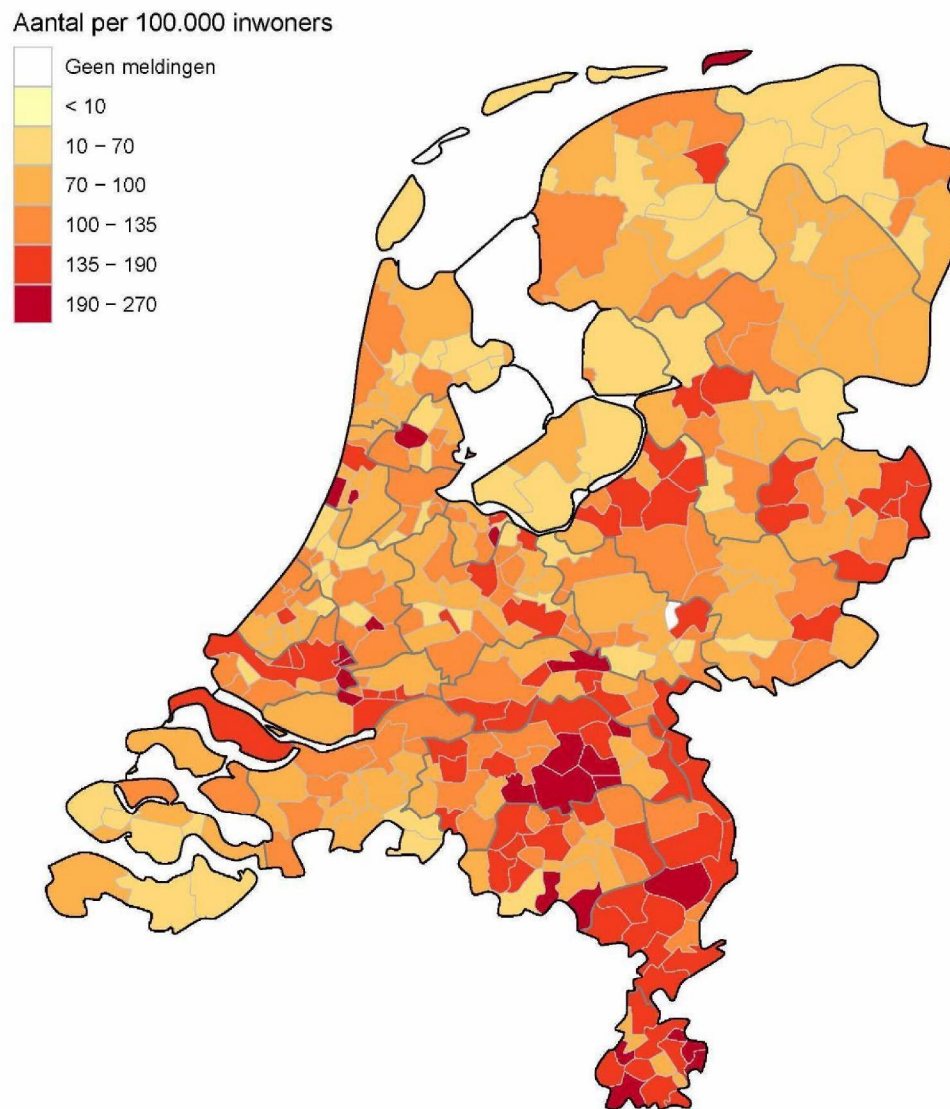 Aantal per 100.000 inwoners
Geen meldingen
< 10
10 – 70
70 – 100
100 – 135
135 – 190
190 – 270